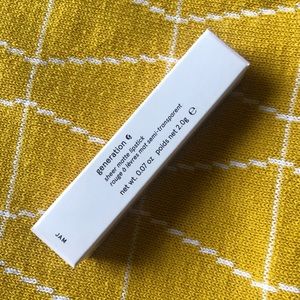 generation G
sheer matte lipstick
rouge à lèvres mat semi-transparent
net wt. 0.07 oz poids net 2.0g ℮
JAM